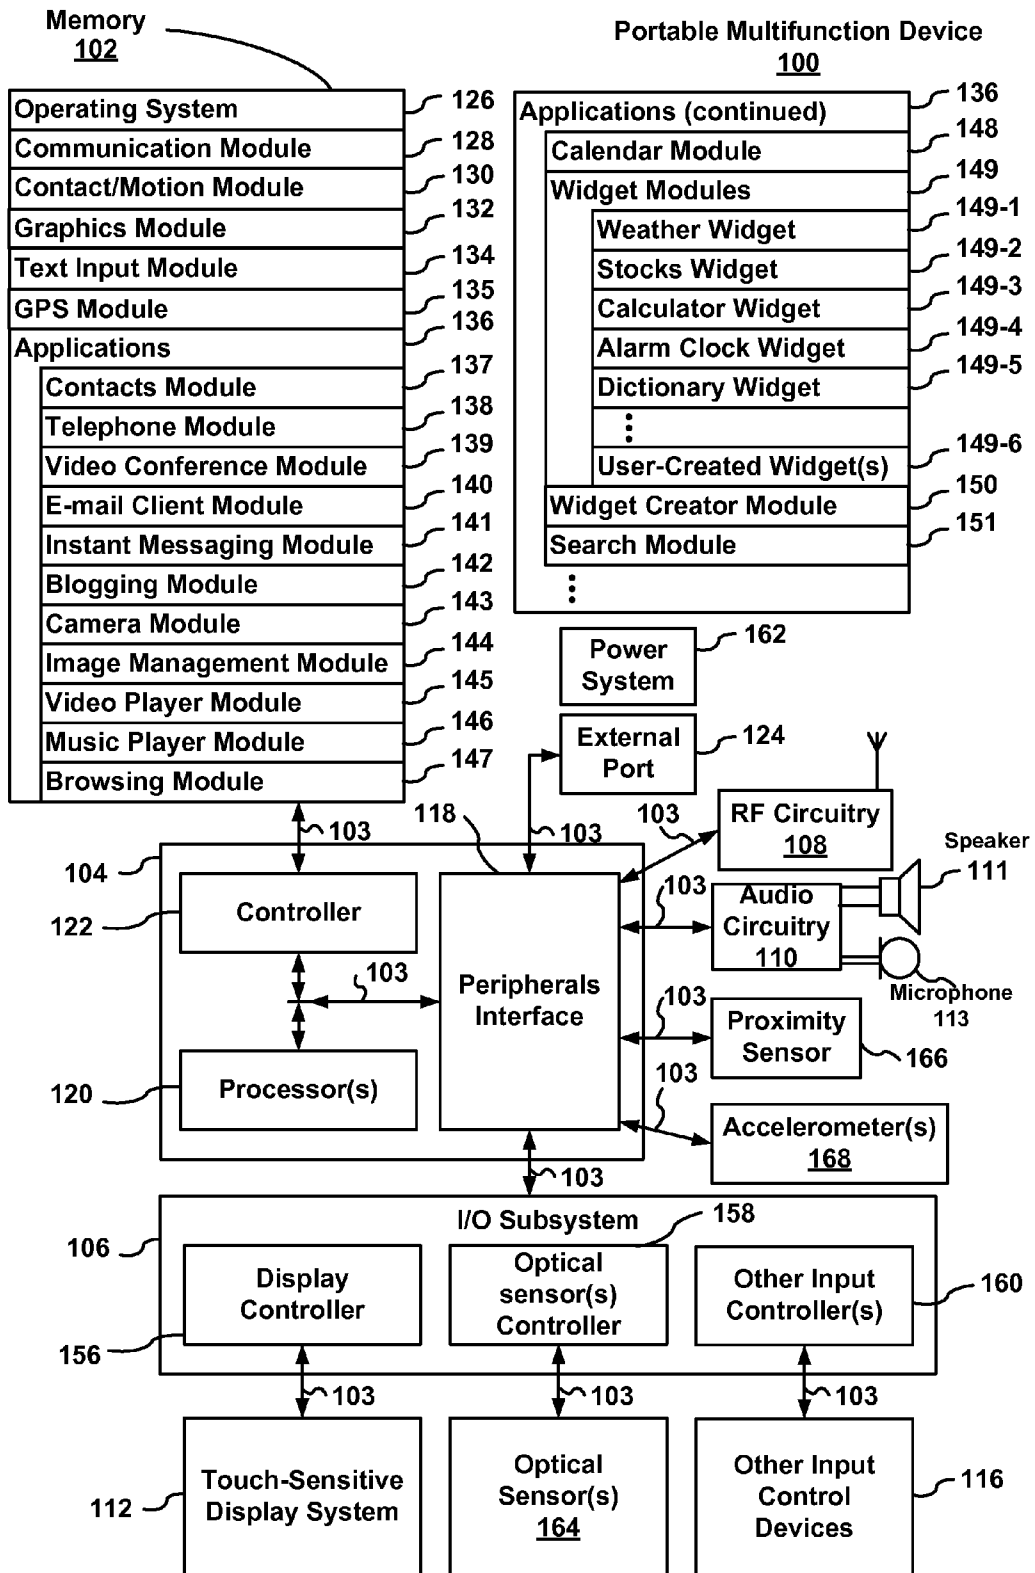 Memory
102
Portable Multifunction Device
100
Operating System
126
Communication Module
128
Contact/Motion Module
130
Graphics Module
132
Text Input Module
134
GPS Module
135
Applications
136
Contacts Module
137
Telephone Module
138
Video Conference Module
139
E-mail Client Module
140
Instant Messaging Module
141
Blogging Module
142
Camera Module
143
Image Management Module
144
Video Player Module
145
Music Player Module
146
Browsing Module
147
Applications (continued)
136
Calendar Module
148
Widget Modules
149
Weather Widget
149-1
Stocks Widget
149-2
Calculator Widget
149-3
Alarm Clock Widget
149-4
Dictionary Widget
149-5
User-Created Widget(s)
149-6
Widget Creator Module
150
Search Module
151
Power
System
162
External
Port
124
103
118
103
103
RF Circuitry
108
Speaker
111
104
Controller
122
103
Audio
Circuitry
110
Microphone
113
103
Peripherals
Interface
103
Proximity
Sensor
166
Processor(s)
120
103
Accelerometer(s)
168
103
I/O Subsystem
106
158
Display
Controller
156
Optical
sensor(s)
Controller
Other Input
Controller(s)
160
103
103
103
Touch-Sensitive
Display System
112
Optical
Sensor(s)
164
Other Input
Control
Devices
116